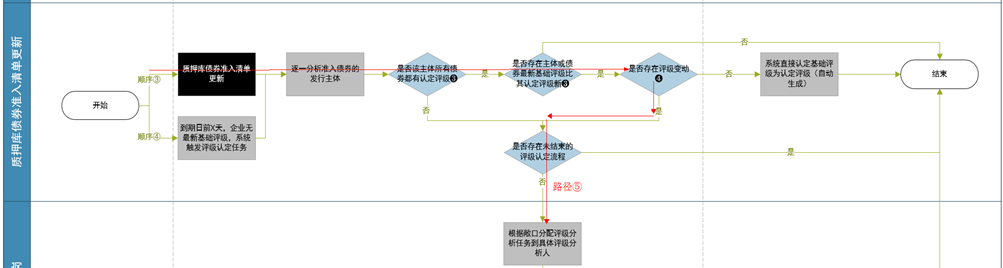 质押库债券准入清单更新
开始
顺序③
顺序④
质押库债券准入清单
更新
到期日前X天，企业无
最新基础评级，系统
触发评级认定任务
逐一分析准入债券的
发行主体
是否该主体所有债
券都有认定评级❸
是
否
是否存在主体或债
券最新基础评级比
其认定评级新❸
否
是
是否存在评级变动
❹
否
是
系统直接认定基础评
级为认定评级（自动
生成）
结束
是否存在未结束的
评级认定流程
是
否
路径⑤
根据敞口分配评级分
析任务到具体评级分
析人
岗